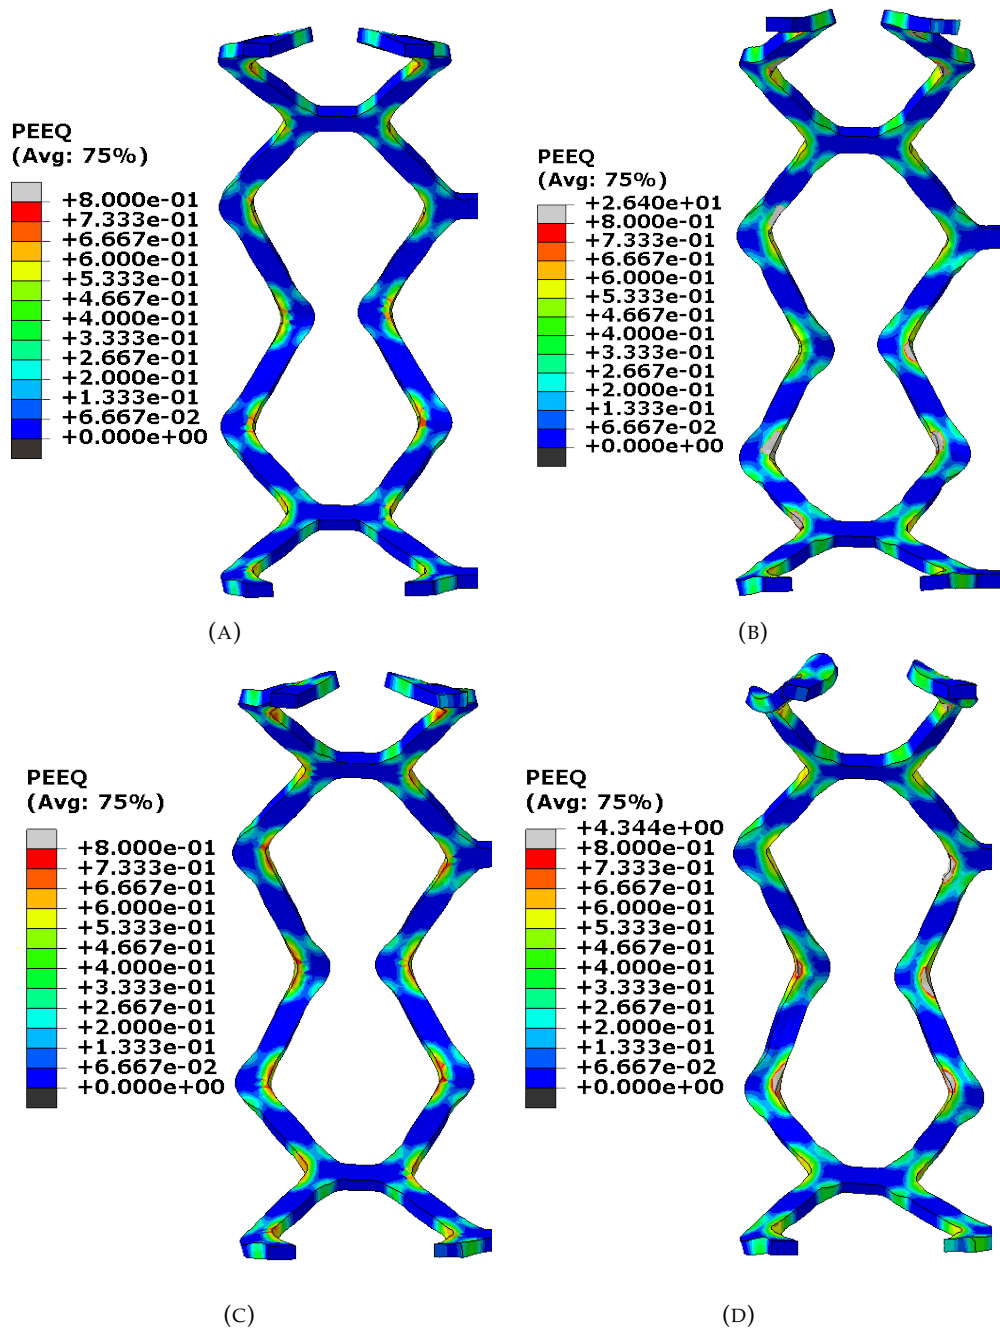 PEEQ
(Avg: 75%)
+8.000e-01
+7.333e-01
+6.667e-01
+6.000e-01
+5.333e-01
+4.667e-01
+4.000e-01
+3.333e-01
+2.667e-01
+2.000e-01
+1.333e-01
+6.667e-02
+0.000e+00
(A)
PEEQ
(Avg: 75%)
+2.640e+01
+8.000e-01
+7.333e-01
+6.667e-01
+6.000e-01
+5.333e-01
+4.667e-01
+4.000e-01
+3.333e-01
+2.667e-01
+2.000e-01
+1.333e-01
+6.667e-02
+0.000e+00
(B)
PEEQ
(Avg: 75%)
+8.000e-01
+7.333e-01
+6.667e-01
+6.000e-01
+5.333e-01
+4.667e-01
+4.000e-01
+3.333e-01
+2.667e-01
+2.000e-01
+1.333e-01
+6.667e-02
+0.000e+00
(C)
PEEQ
(Avg: 75%)
+4.344e+00
+8.000e-01
+7.333e-01
+6.667e-01
+6.000e-01
+5.333e-01
+4.667e-01
+4.000e-01
+3.333e-01
+2.667e-01
+2.000e-01
+1.333e-01
+6.667e-02
+0.000e+00
(D)